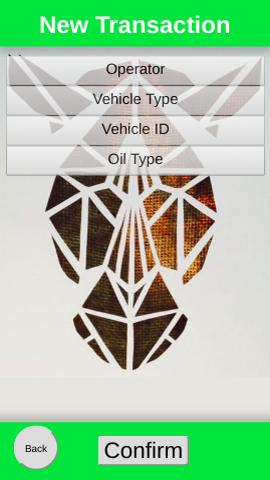 New Transaction
Operator
Vehicle Type
Vehicle ID
Oil Type
Back
Confirm